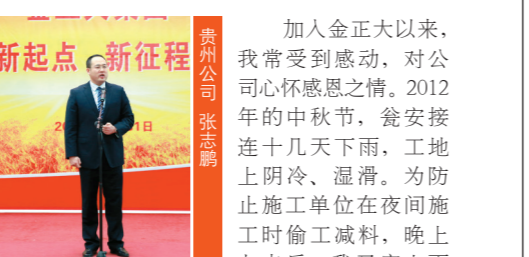 新起点，新征程
贵州公司 张志鹏
加入金正大以来，
我常受到感动，对公
司心怀感恩之情。2012
年的中秋节，瓮安接
连十几天下雨，工地
上阴冷、湿滑。为防
止施工单位在夜间施
工时偷工减料，晚上